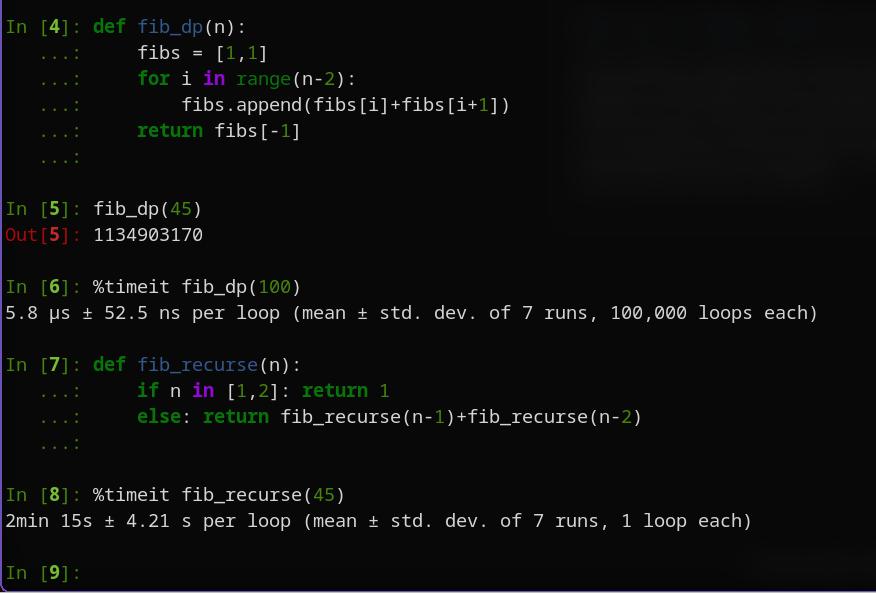 In [4]: def fib_dp(n):
   ...:     fibs = [1,1]
   ...:     for i in range(n-2):
   ...:         fibs.append(fibs[i]+fibs[i+1])
   ...:     return fibs[-1]
   ...:
In [5]: fib_dp(45)
Out[5]: 1134903170
In [6]: %timeit fib_dp(100)
5.8 µs ± 52.5 ns per loop (mean ± std. dev. of 7 runs, 100,000 loops each)
In [7]: def fib_recurse(n):
   ...:     if n in [1,2]: return 1
   ...:     else: return fib_recurse(n-1)+fib_recurse(n-2)
   ...:
In [8]: %timeit fib_recurse(45)
2min 15s ± 4.21 s per loop (mean ± std. dev. of 7 runs, 1 loop each)
In [9]: